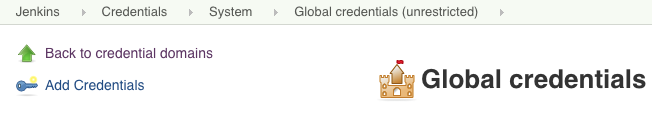 Jenkins Credentials System Global credentials (unrestricted)
Back to credential domains
Add Credentials
Global credentials